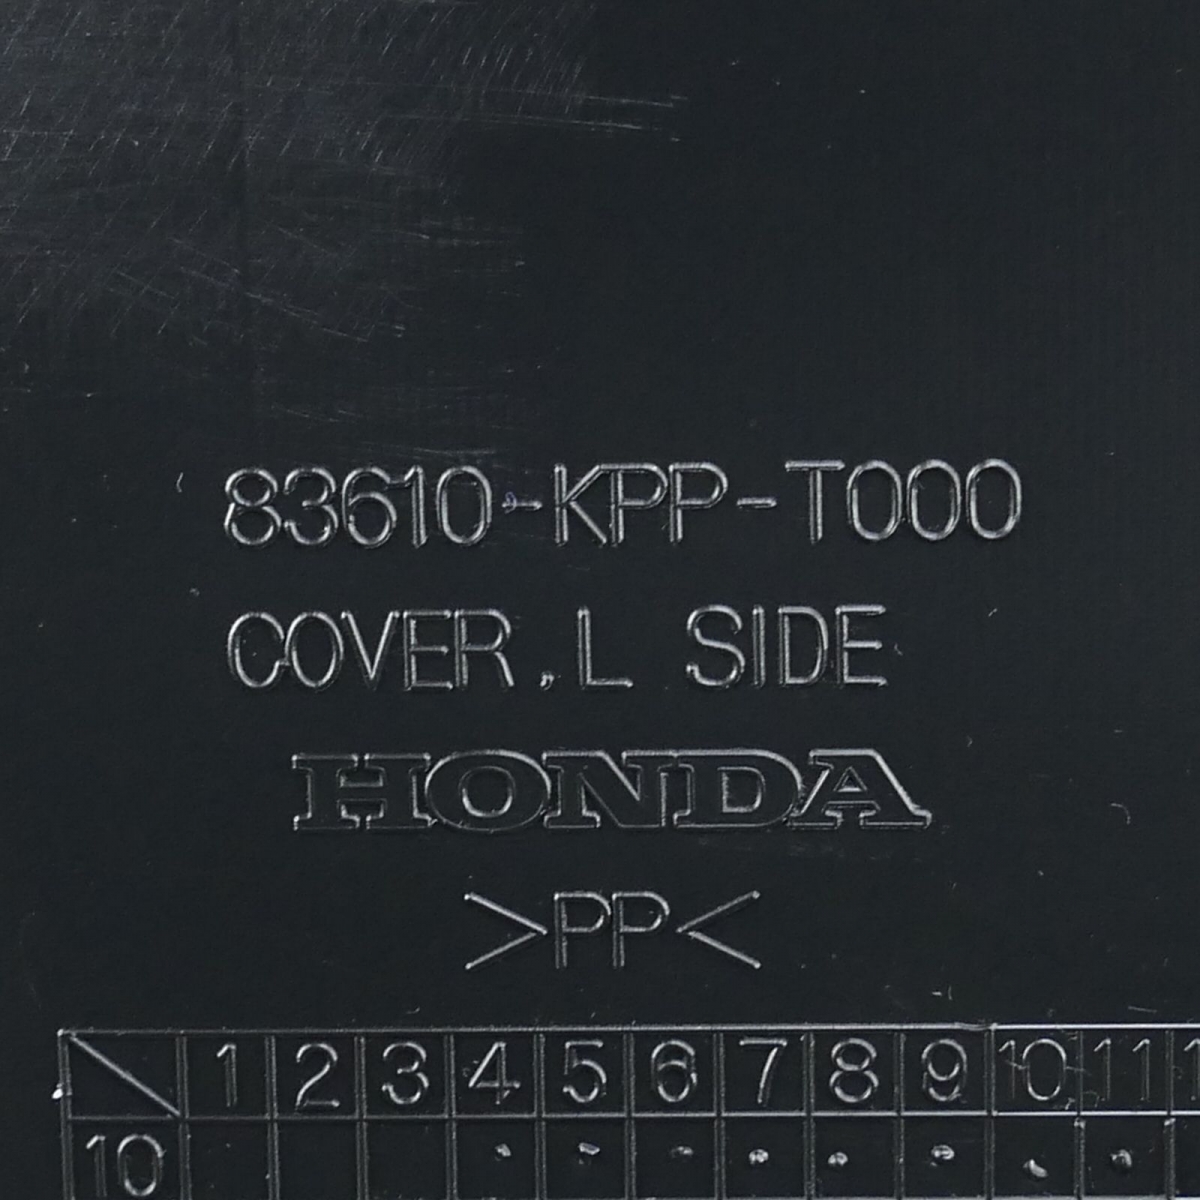 83610-KPP-T000
COVER,L SIDE
HONDA
>PP<
1 2 3 4 5 6 7 8 9 10 11
10